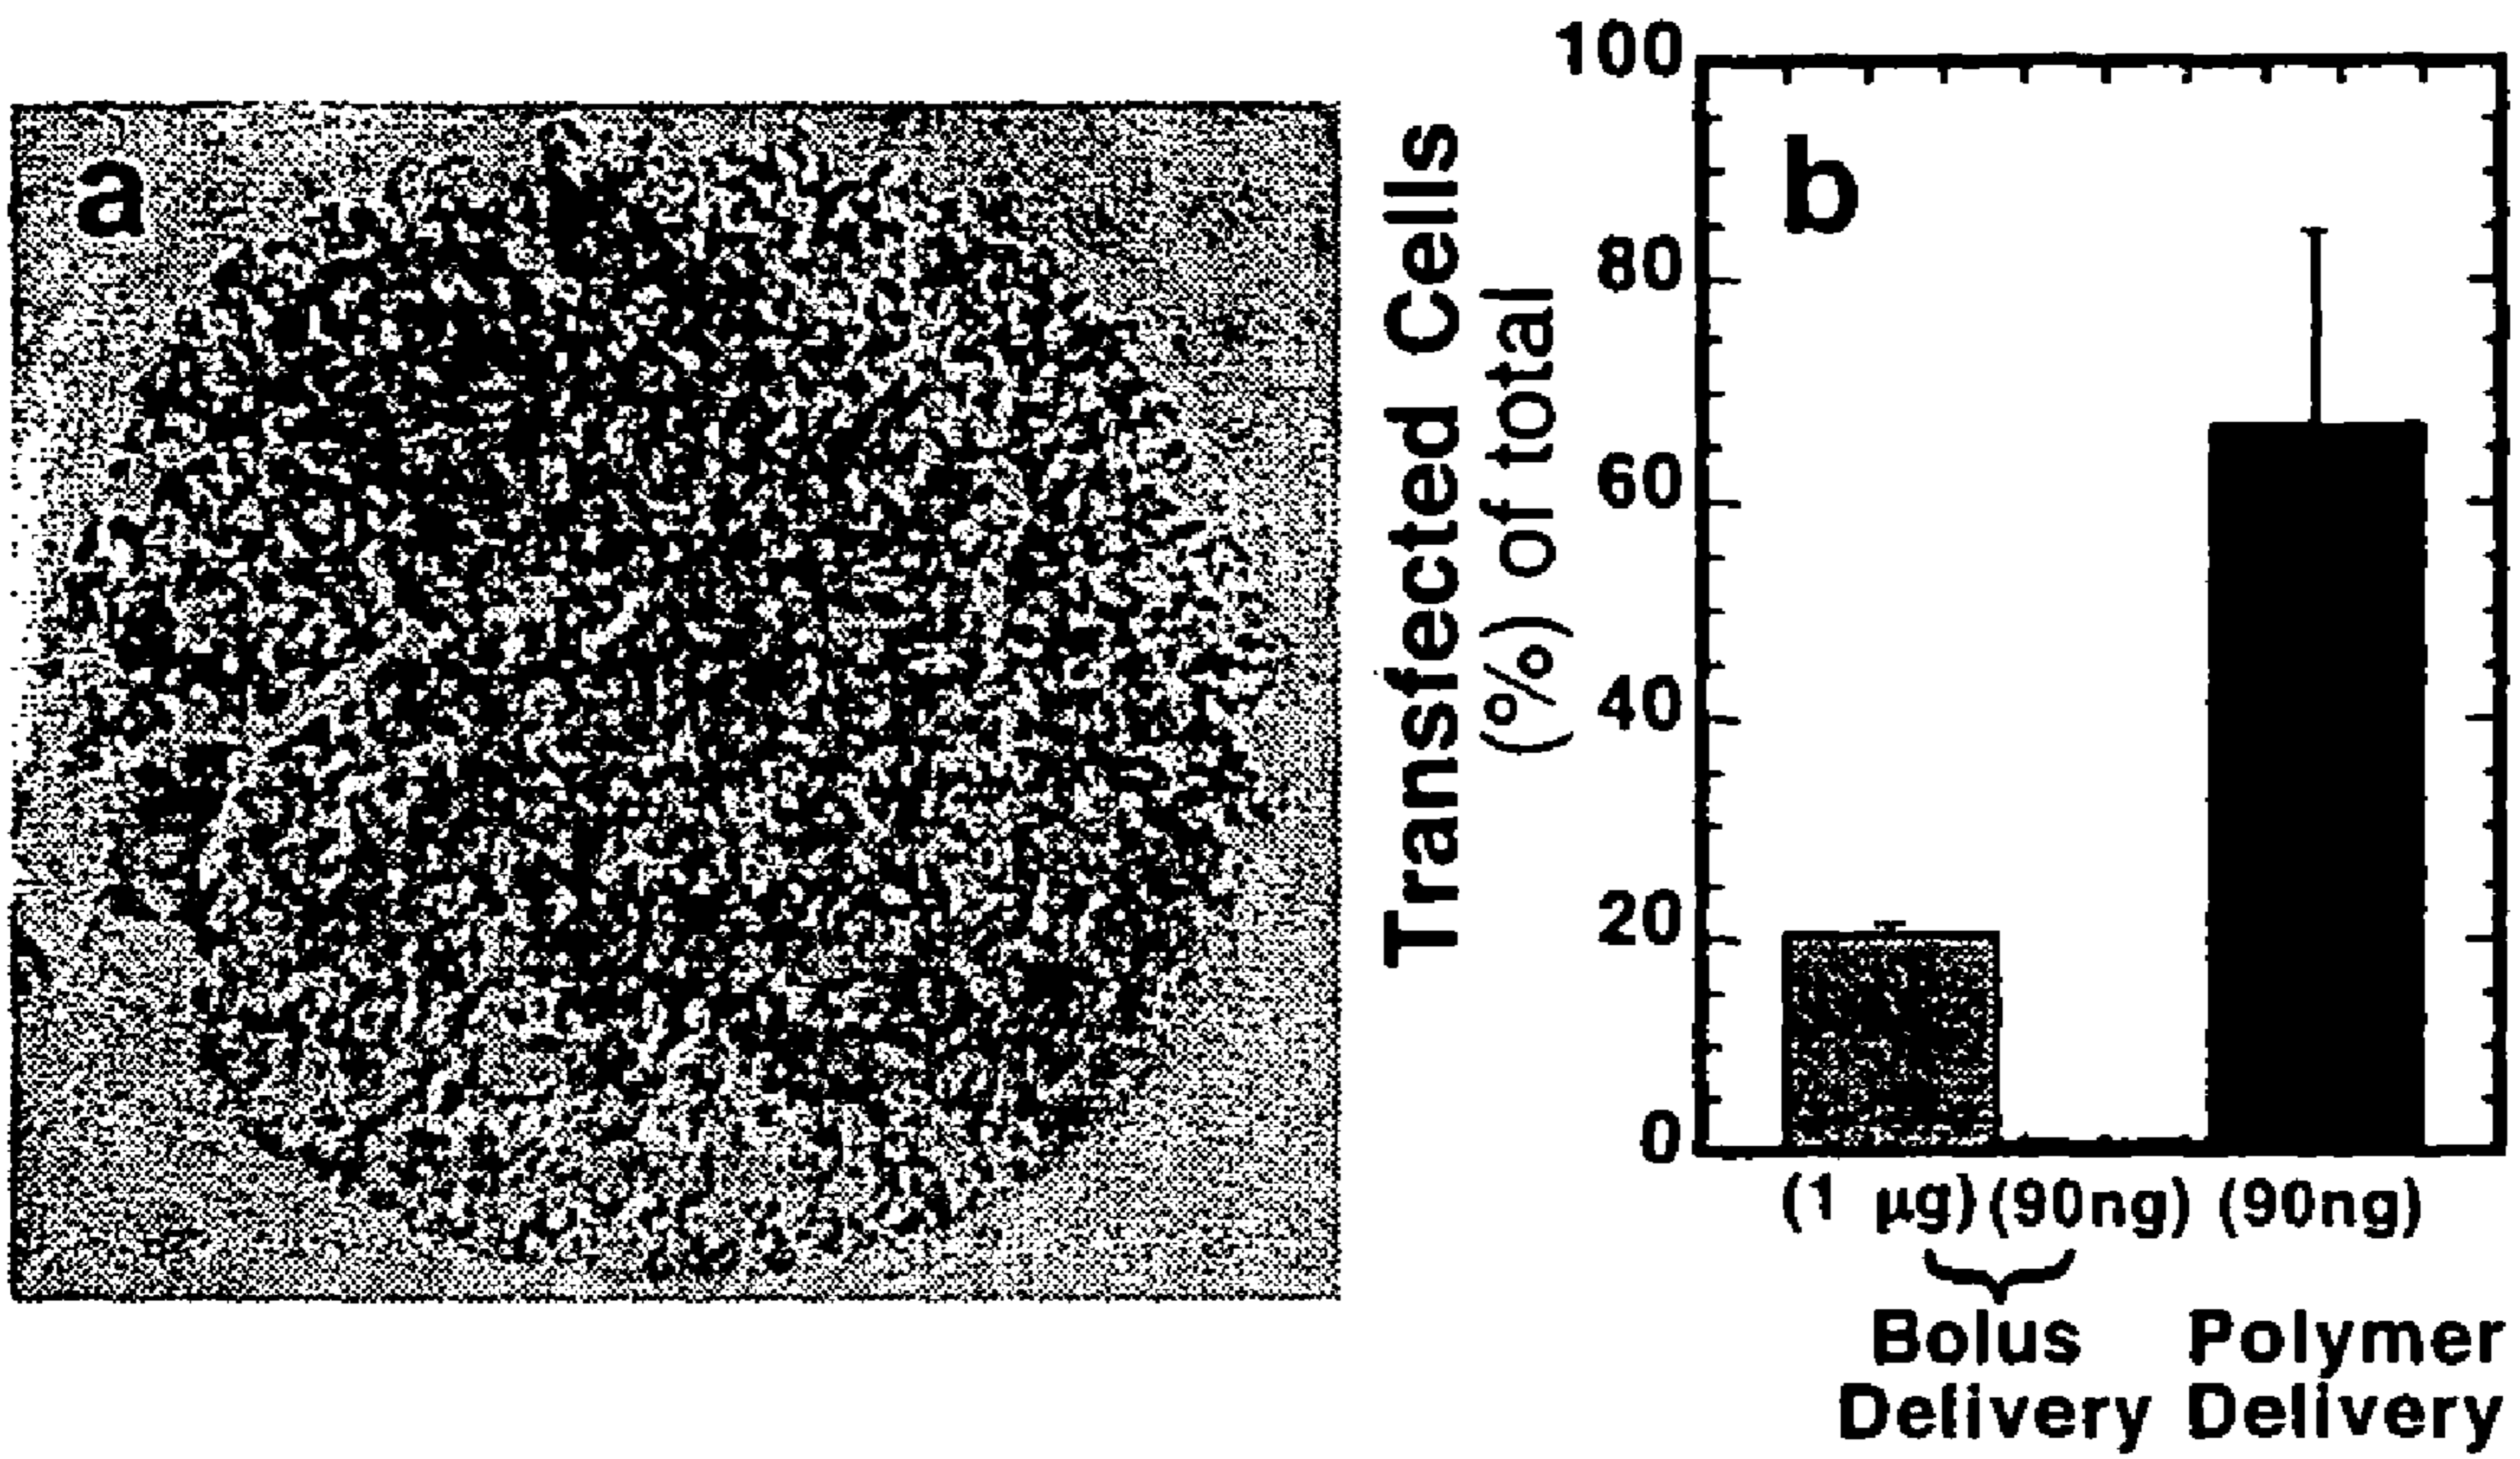 a
b
Transfected Cells
(%) of total
100
80
60
40
20
0
(1 µg) (90ng) (90ng)
Bolus Polymer
Delivery Delivery